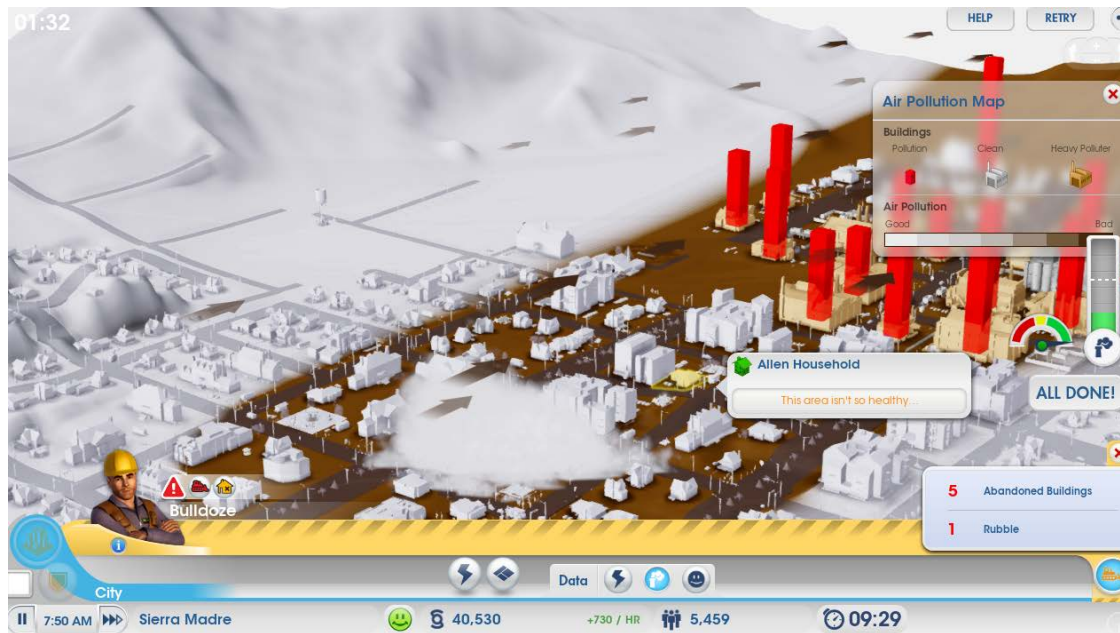 01:32
HELP
RETRY
Air Pollution Map
Buildings
Pollution
Clean
Heavy Polluter
Air Pollution
Good
Bad
Allen Household
This area isn't so healthy...
ALL DONE!
5 Abandoned Buildings
1 Rubble
Bulldoze
Data
City
7:50 AM
Sierra Madre
40,530
+730 / HR
5,459
09:29